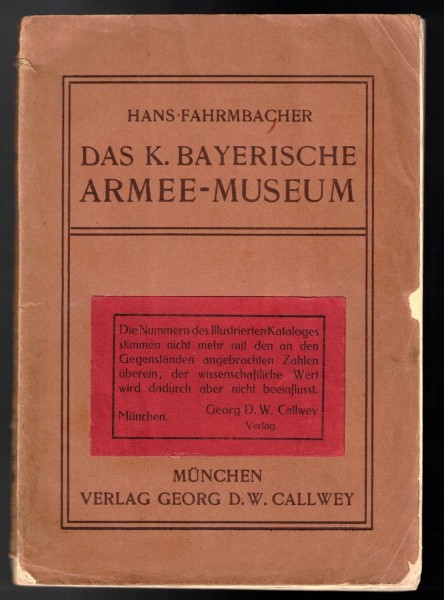 HANS·FAHRMBACHER
DAS K. BAYERISCHE
ARMEE-MUSEUM
Die Nummern des Illustrierten Kataloges
stimmen nicht mehr mit den an den
Gegenständen angebrachten Zahlen
überein, der wissenschaftliche Wert
wird dadurch aber nicht beeinflusst.
München. Georg D. W. Callwey
Verlag.
MÜNCHEN
VERLAG GEORG D. W. CALLWEY